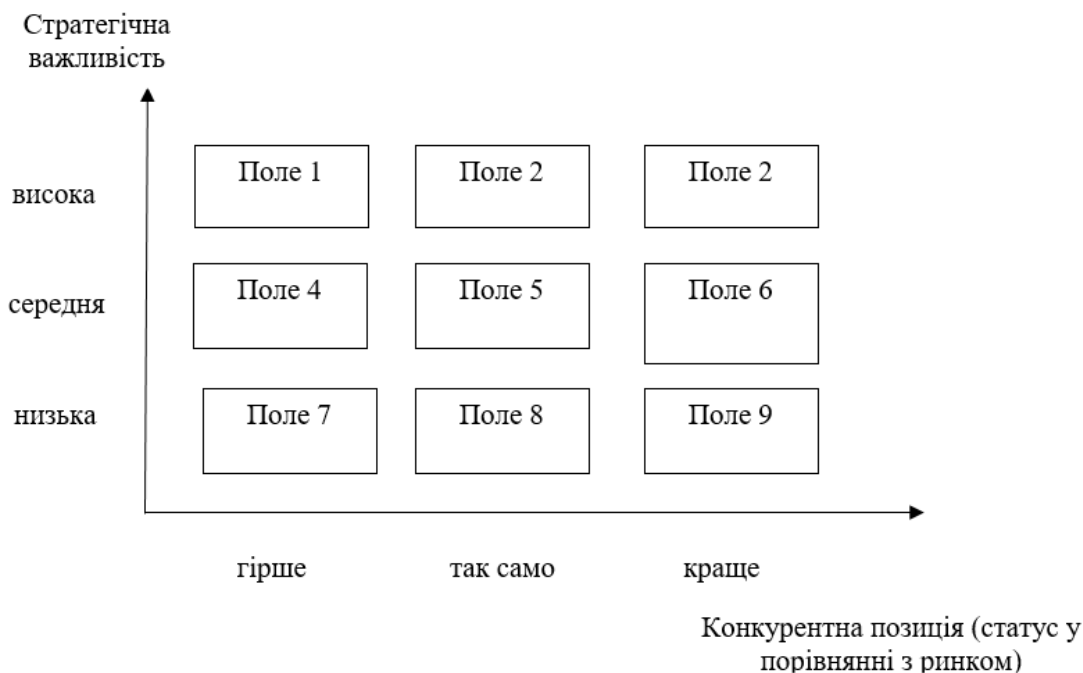 Стратегічна
важливість
висока
Поле 1
Поле 2
Поле 2
середня
Поле 4
Поле 5
Поле 6
низька
Поле 7
Поле 8
Поле 9
гірше
так само
краще
Конкурентна позиція (статус у
порівнянні з ринком)